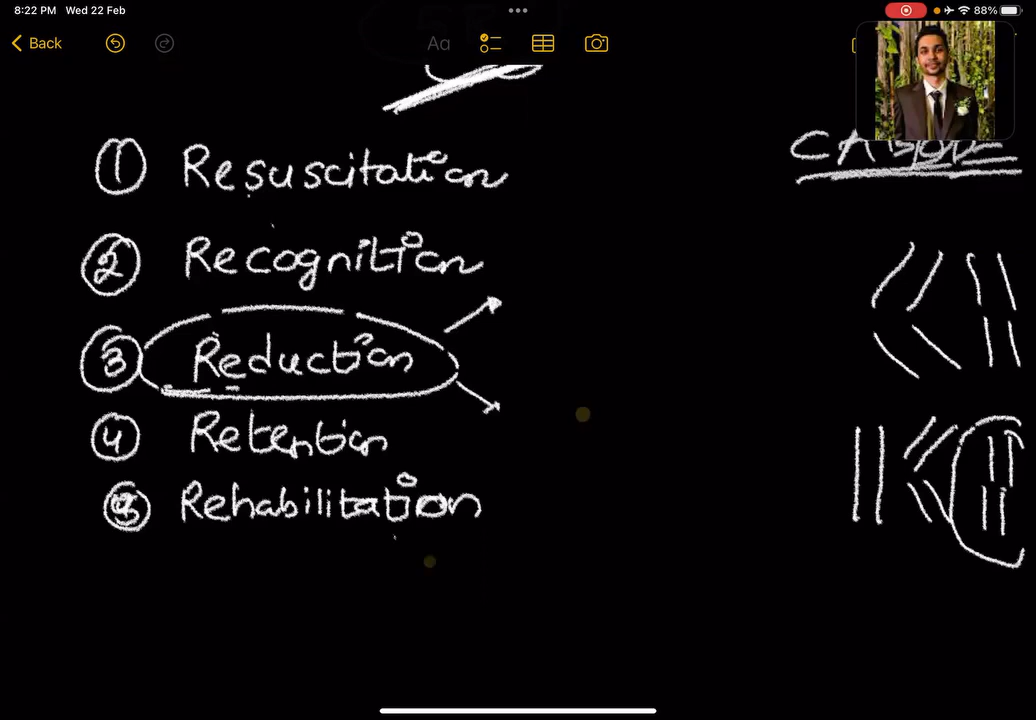 8:22 PM Wed 22 Feb
88%
Back
Aa
① Resuscitation
② Recognition
③ Reduction
④ Retention
⑤ Rehabilitation